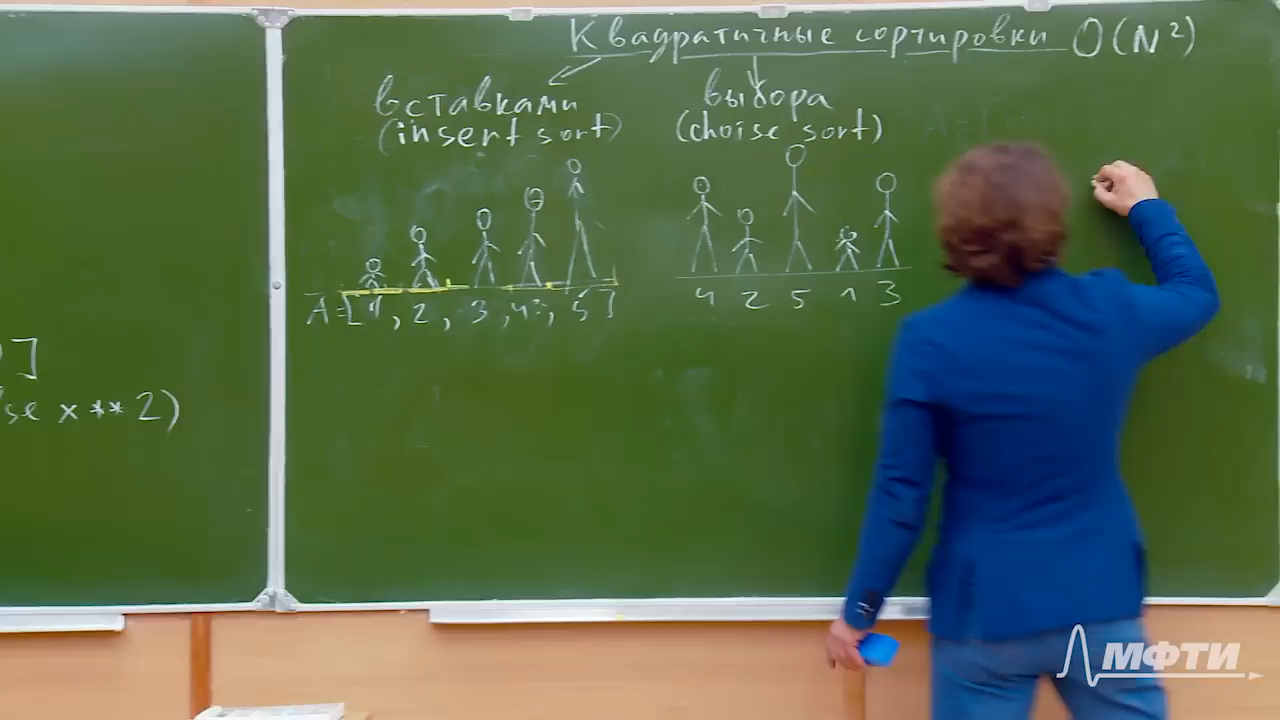 ]
se x ** 2)
Квадратичные сортировки O(N²)
вставками
(insert sort)
выбора
(choise sort)
A=[1, 2, 3, 4, 5]
4 2 5 1 3
МФТИ